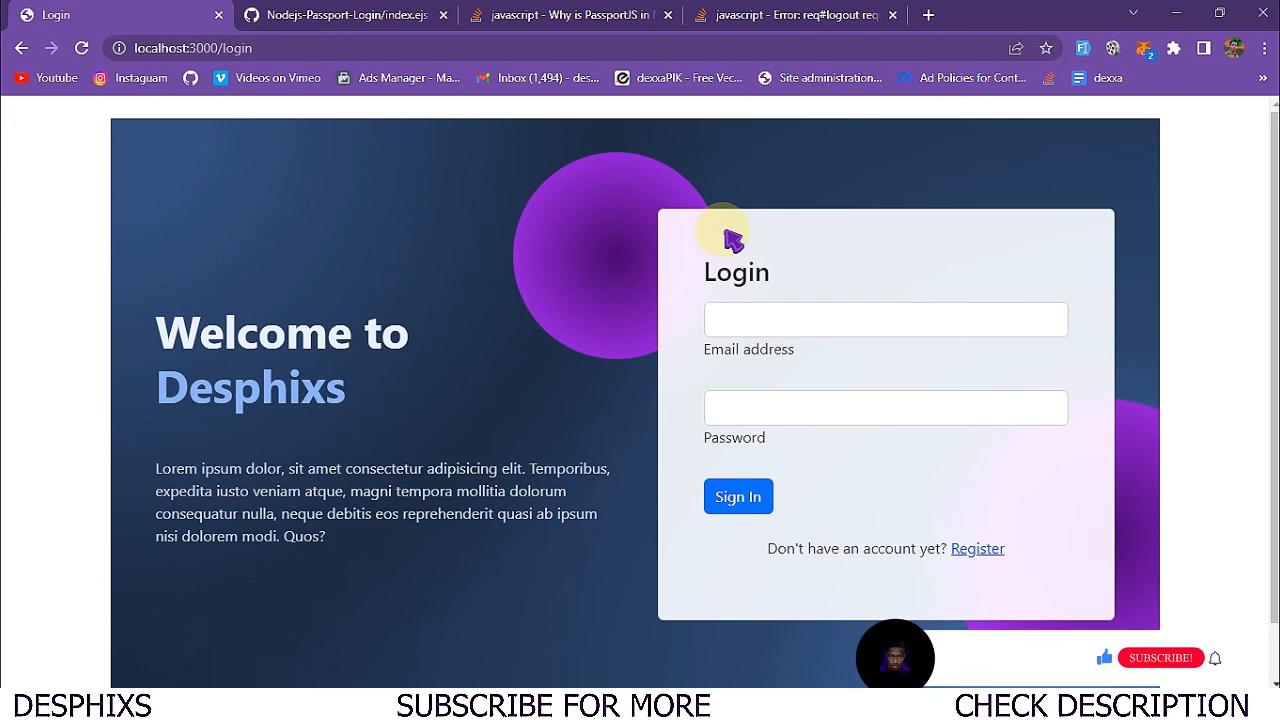 Login
Nodejs-Passport-Login/index.ejs
javascript - Why is PassportJS in N
javascript - Error: req#logout req
localhost:3000/login
2
Youtube
Instaguam
Videos on Vimeo
Ads Manager - Ma...
Inbox (1,494) - des...
dexxaPIK - Free Vec...
Site administration...
Ad Policies for Cont...
dexxa
»
Welcome to
Desphixs
Lorem ipsum dolor, sit amet consectetur adipisicing elit. Temporibus,
expedita iusto veniam atque, magni tempora mollitia dolorum
consequatur nulla, neque debitis eos reprehenderit quasi ab ipsum
nisi dolorem modi. Quos?
Login
Email address
Password
Sign In
Don't have an account yet? Register
SUBSCRIBE!
DESPHIXS
SUBSCRIBE FOR MORE
CHECK DESCRIPTION